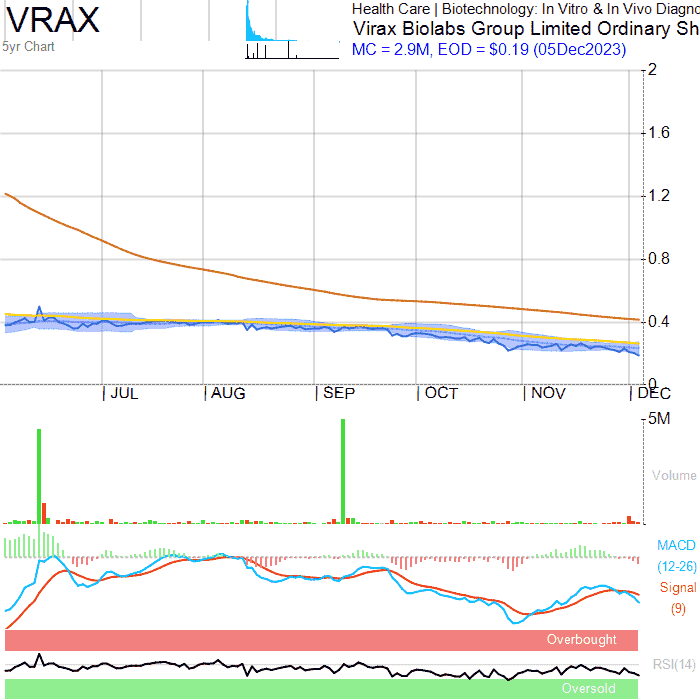 VRAX
5yr Chart
Health Care | Biotechnology: In Vitro & In Vivo Diagno
Virax Biolabs Group Limited Ordinary Sh
MC = 2.9M, EOD = $0.19 (05Dec2023)
2
1.6
1.2
0.8
0.4
0
JUL AUG SEP OCT NOV DEC
5M
Volume
MACD
(12-26)
Signal
(9)
Overbought
RSI(14)
Oversold